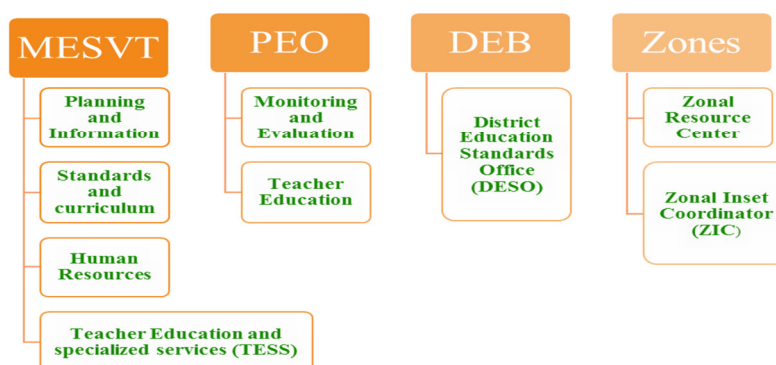 MESVT
Planning
and
Information
Standards
and
curriculum
Human
Resources
Teacher Education and
specialized services (TESS)
PEO
Monitoring
and
Evaluation
Teacher
Education
DEB
District
Education
Standards
Office
(DESO)
Zones
Zonal
Resource
Center
Zonal Inset
Coordinator
(ZIC)